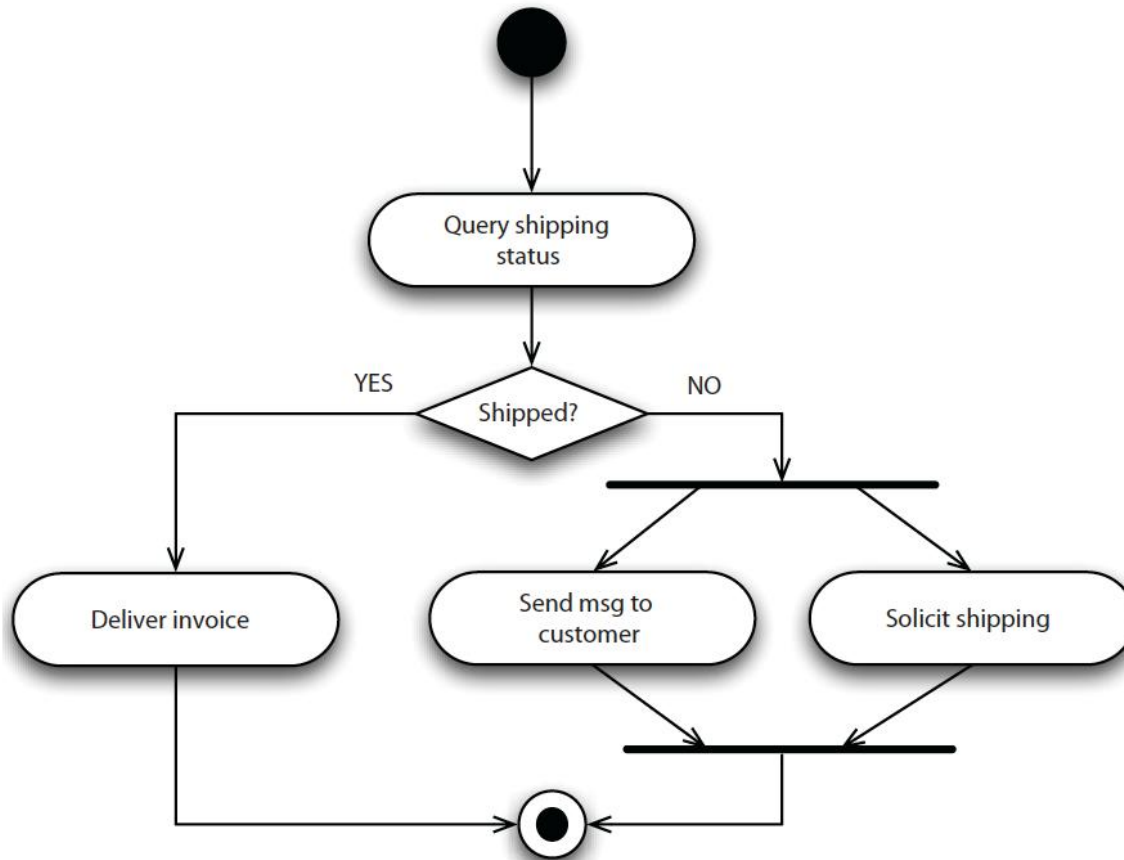 Query shipping
status
YES
Shipped?
NO
Deliver invoice
Send msg to
customer
Solicit shipping